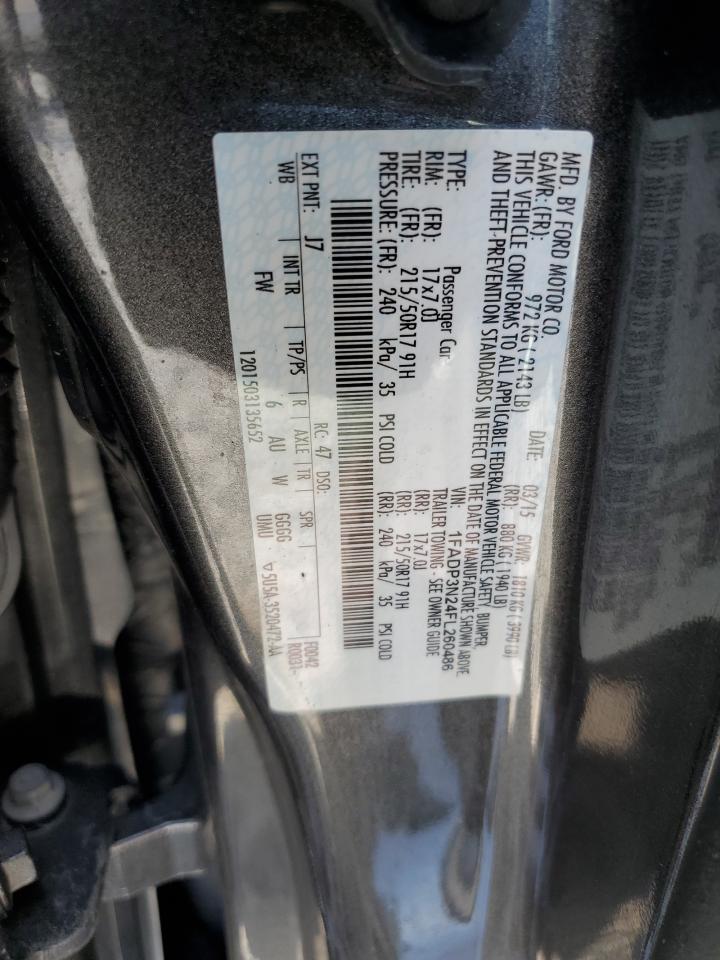 MFD. BY FORD MOTOR CO.
DATE: 03/15 GVWR: 1810 KG ( 3990 LB)
GAWR:(FR): 972 KG ( 2143 LB) (RR): 880 KG ( 1940 LB
THIS VEHICLE CONFORMS TO ALL APPLICABLE FEDERAL MOTOR VEHICLE SAFETY, BUMPER,
AND THEFT-PREVENTION STANDARDS IN EFFECT ON THE DATE OF MANUFACTURE SHOWN ABOVE
VIN: 1FADP3N24FL260486
TYPE: Passenger Car TRAILER TOWING - SEE OWNER GUIDE
RIM: (FR): 17x7.0J (RR): 17x7.0J
TIRE: (FR): 215/50R17 91H (RR): 215/50R17 91H
PRESSURE: (FR): 240 kPa/ 35 PSI COLD (RR): 240 kPa/ 35 PSI COLD
EXT PNT: J7 RC: 47 DSO: F0042
WB INT TR TP/PS R AXLE TR SPR R0031-
FW 6 AU W GGGG
1201503135652 UMU ▽5U5A-3520472-AA